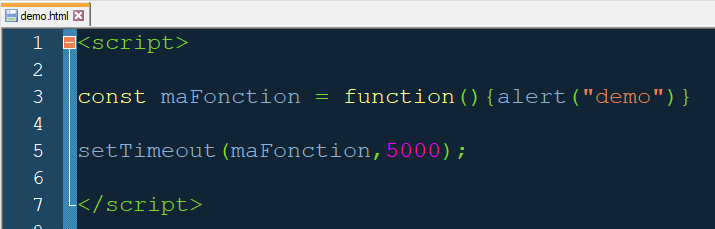 demo.html
1 <script>
2
3 const maFonction = function(){alert("demo")}
4
5 setTimeout(maFonction,5000);
6
7 </script>